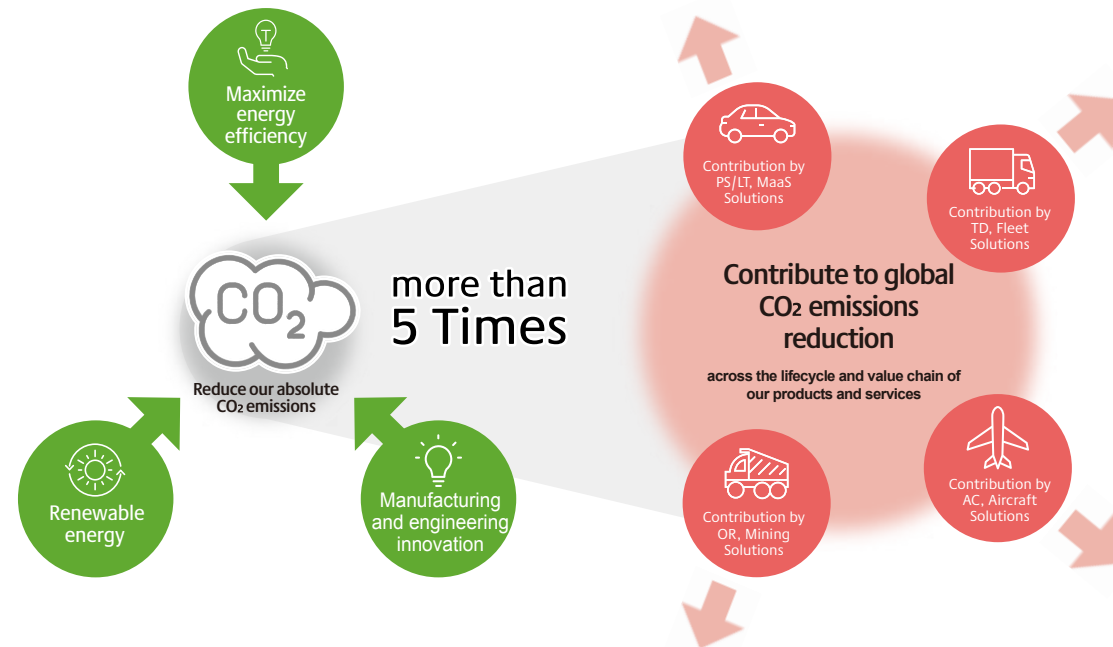 T
Maximize
energy
efficiency
CO2
Reduce our absolute
CO2 emissions
Renewable
energy
Manufacturing
and engineering
innovation
more than
5 Times
Contribution by
PS/LT, MaaS
Solutions
Contribution by
TD, Fleet
Solutions
Contribute to global
CO2 emissions
reduction
across the lifecycle and value chain of
our products and services
Contribution by
OR, Mining
Solutions
Contribution by
AC, Aircraft
Solutions